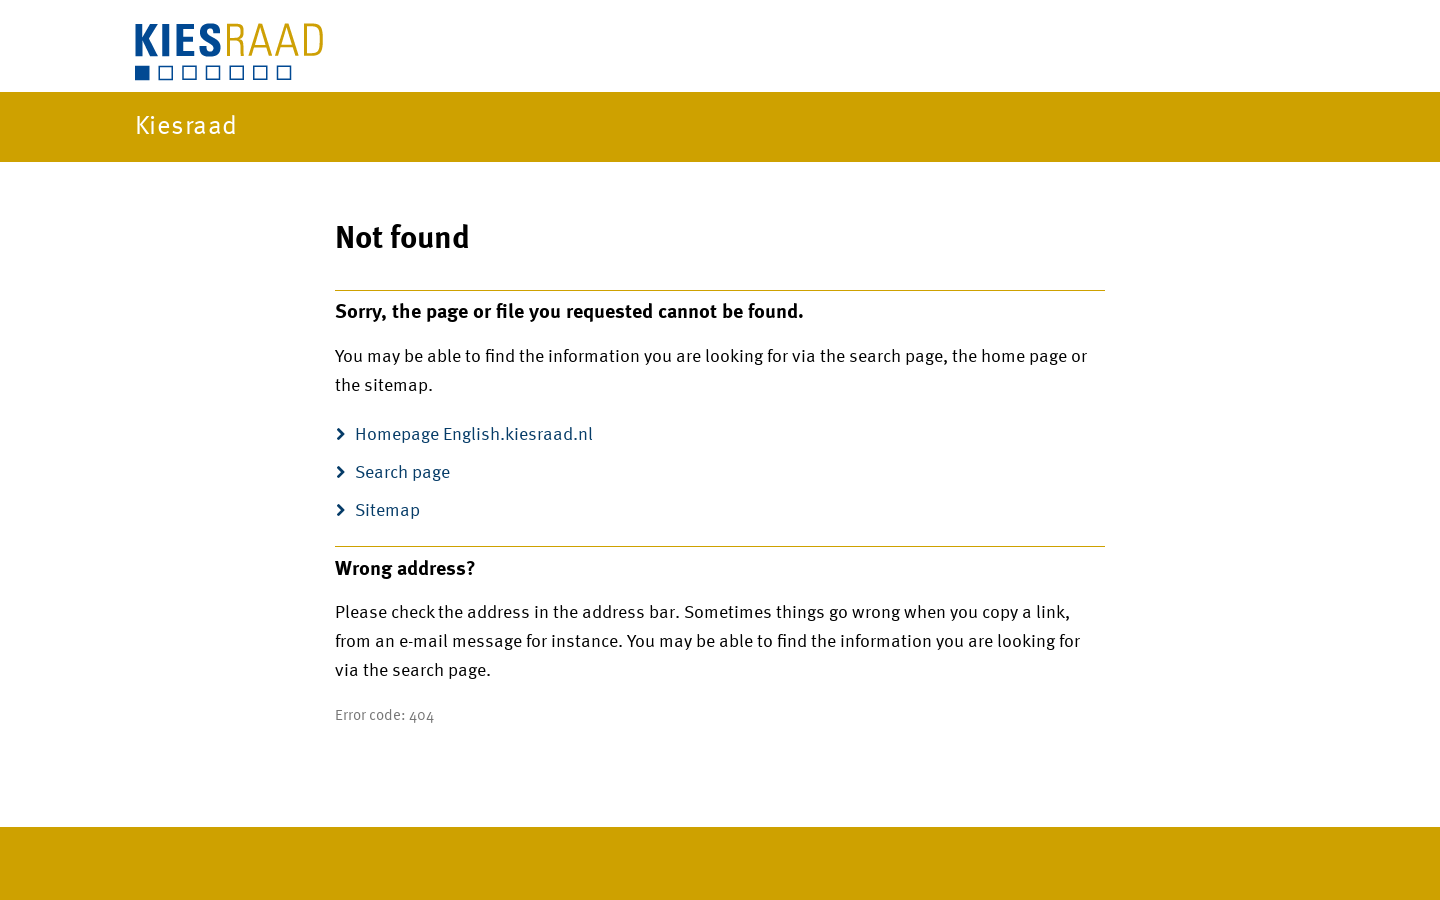 KIESRAAD
Kiesraad
Not found
Sorry, the page or file you requested cannot be found.
You may be able to find the information you are looking for via the search page, the home page or
the sitemap.
Homepage English.kiesraad.nl
Search page
Sitemap
Wrong address?
Please check the address in the address bar. Sometimes things go wrong when you copy a link,
from an e-mail message for instance. You may be able to find the information you are looking for
via the search page.
Error code: 404